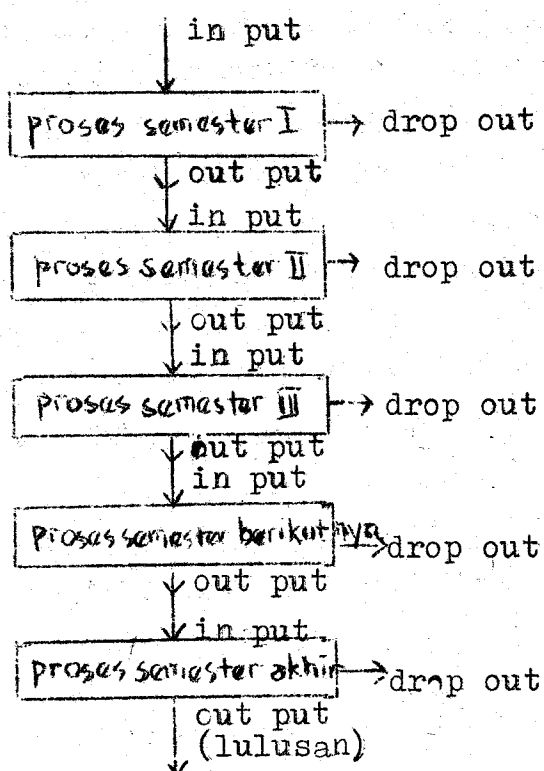 in put
proses semester I
drop out
out put
in put
proses semester II
drop out
out put
in put
proses semester III
drop out
out put
in put
proses semester berikutnya
drop out
out put
in put
proses semester akhir
drop out
out put
(lulusan)